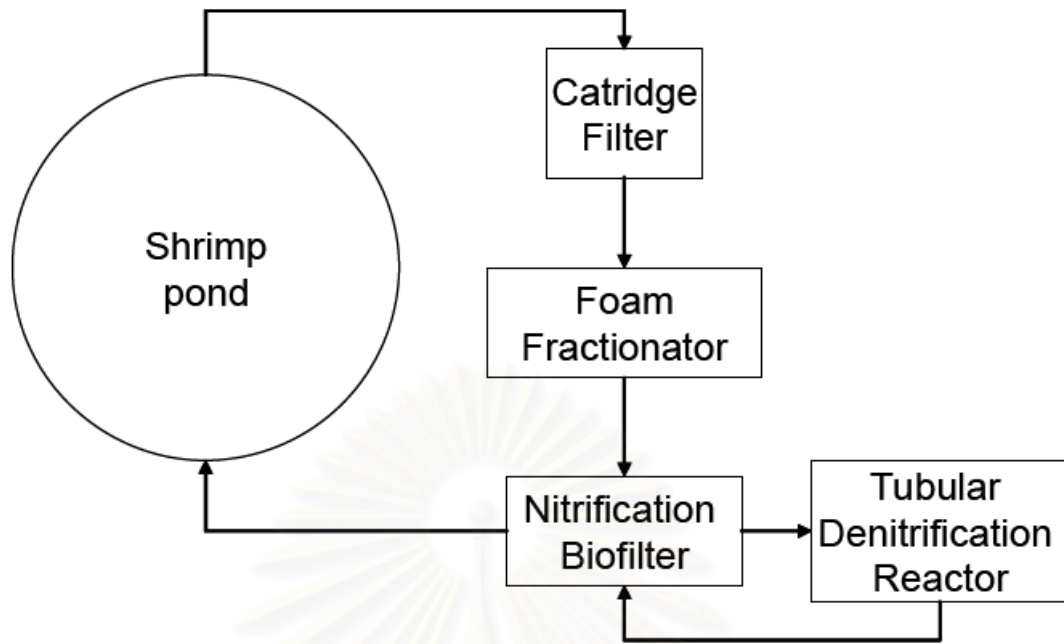 Shrimp
pond
Catridge
Filter
Foam
Fractionator
Nitrification
Biofilter
Tubular
Denitrification
Reactor